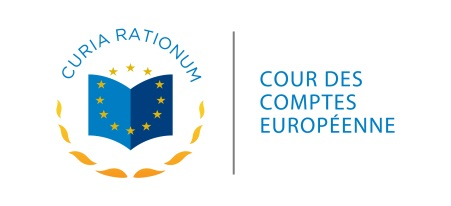 CURIA RATIONUM
COUR DES
COMPTES
EUROPÉENNE